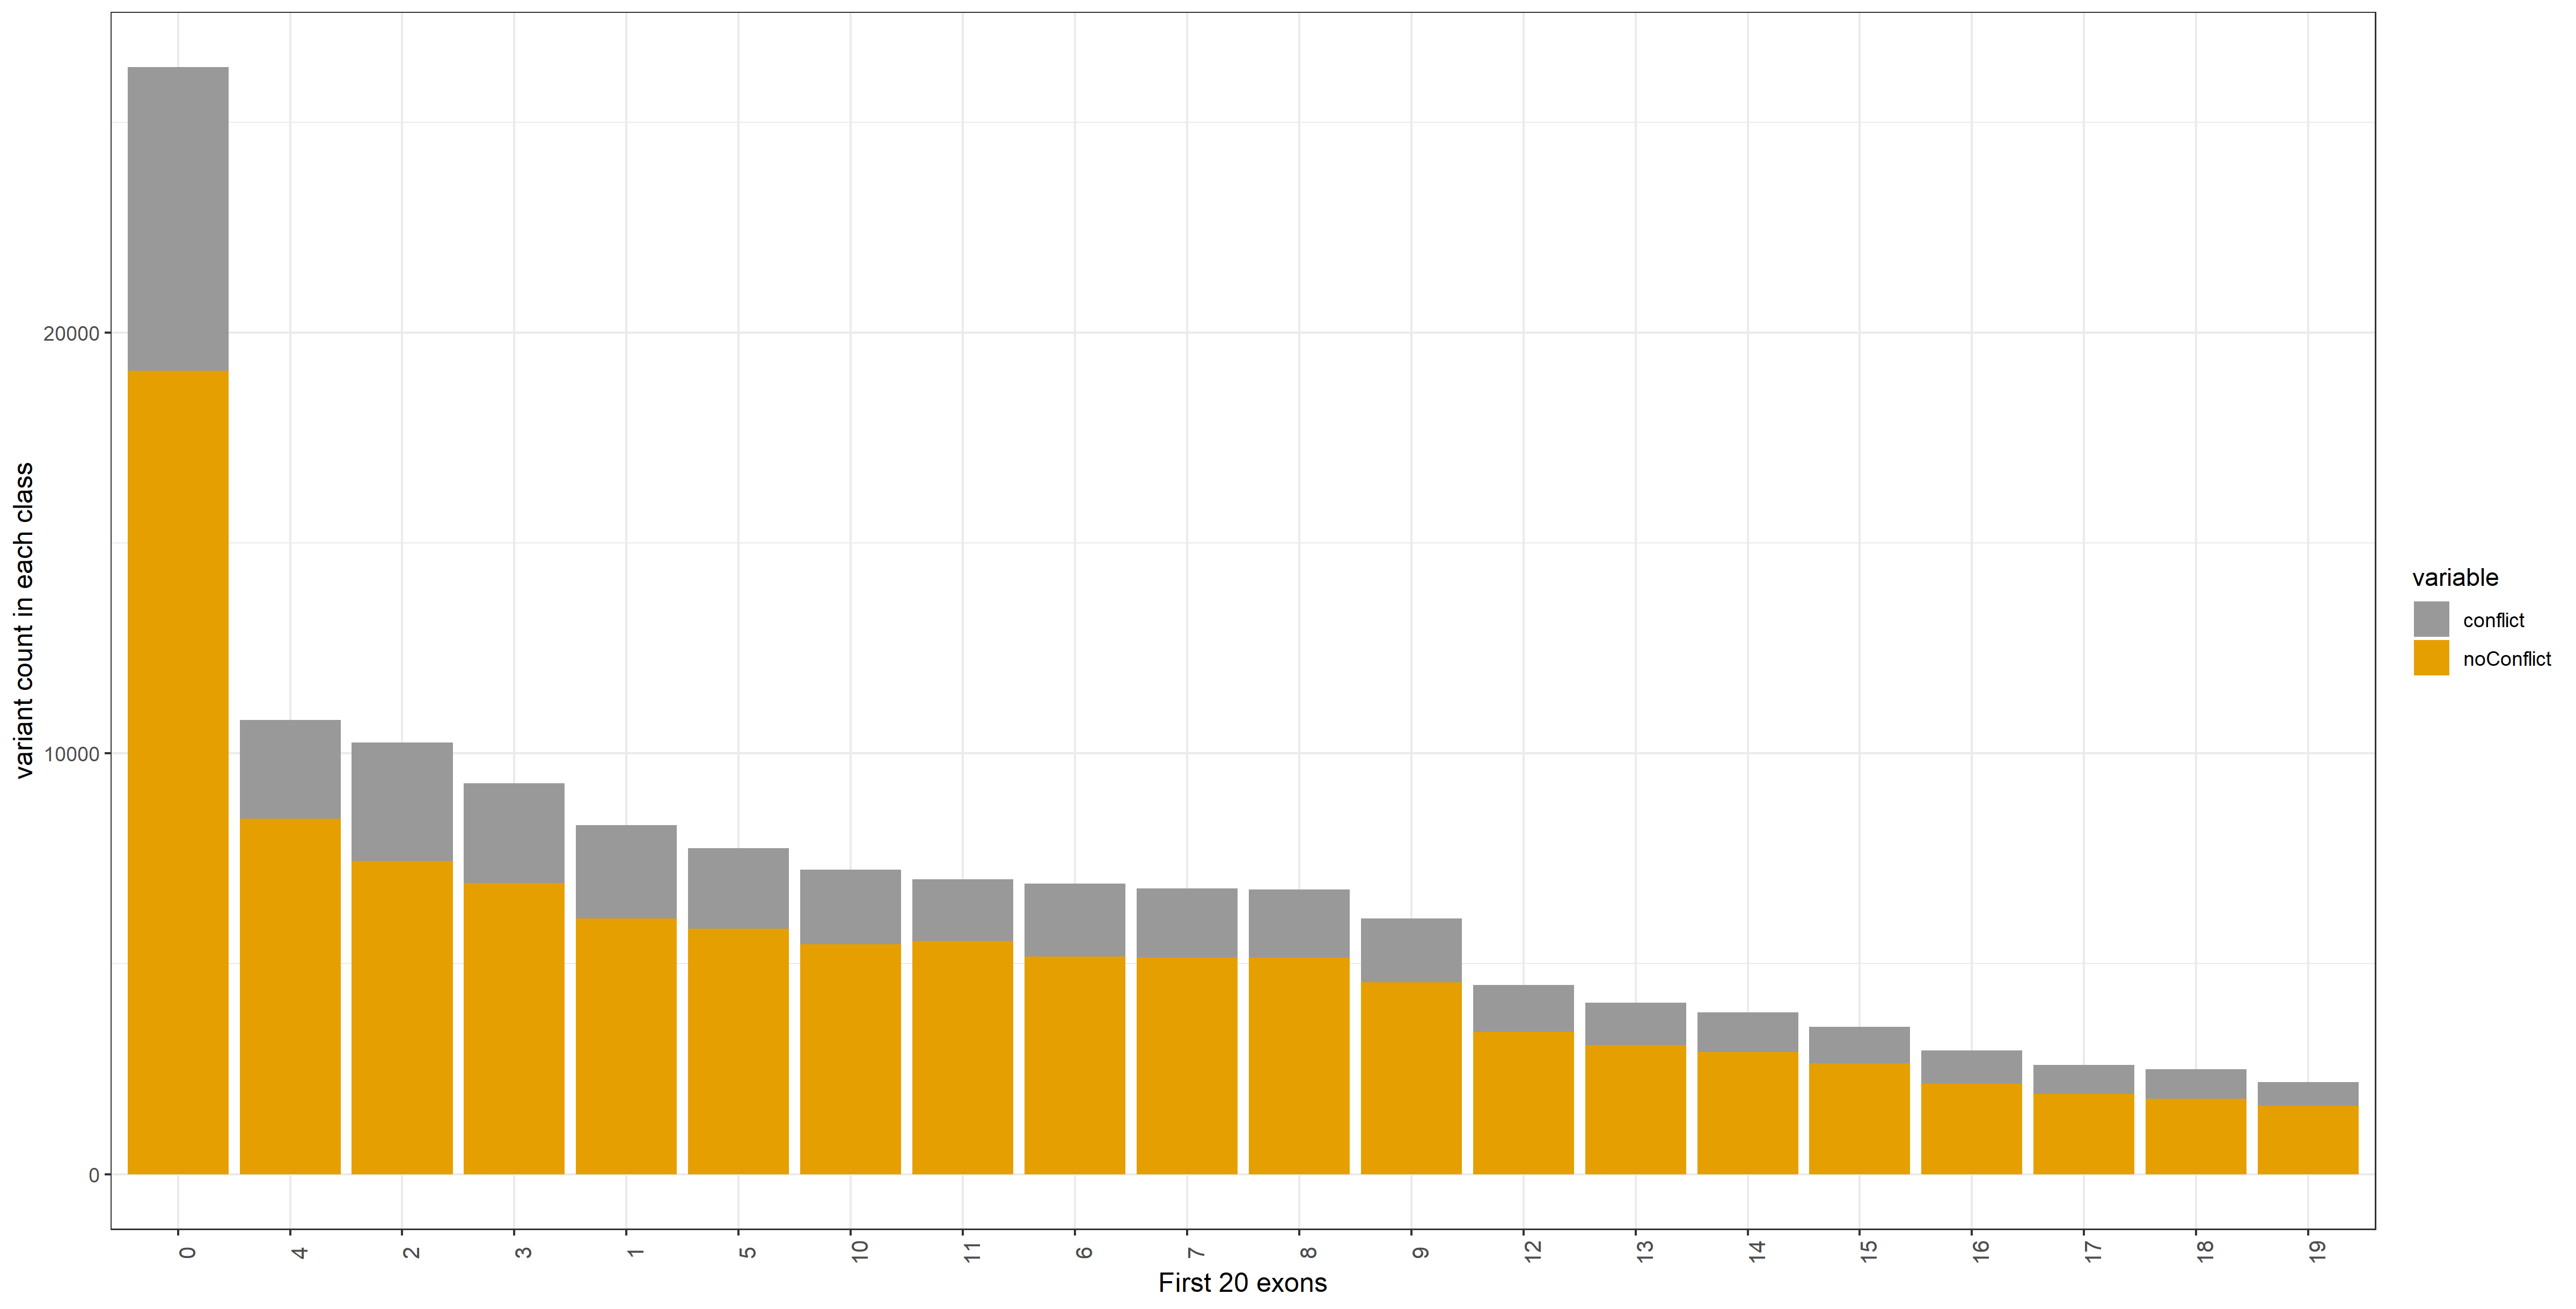 variant count in each class
20000
10000
0
0 4 2 3 1 5 10 11 6 7 8 9 12 13 14 15 16 17 18 19
First 20 exons
variable
conflict
noConflict